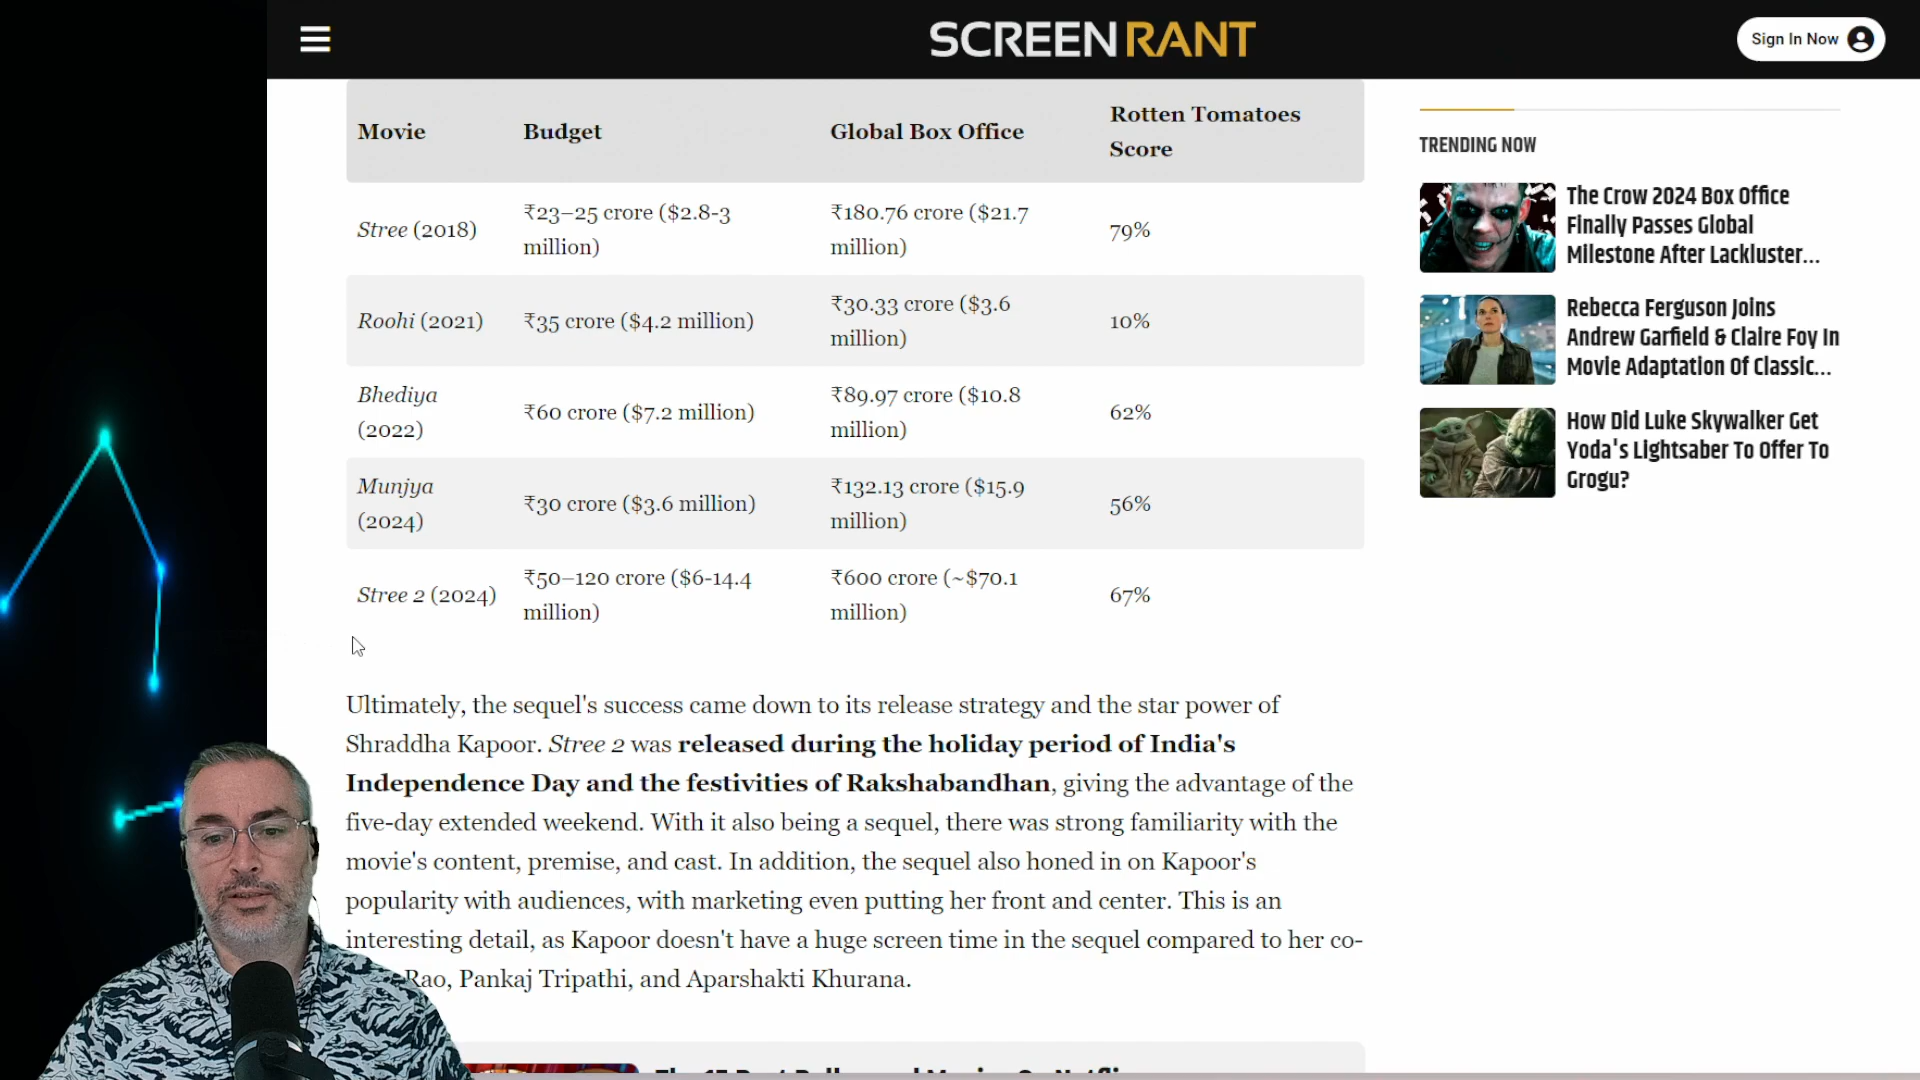 SCREENRANT
Sign In Now
Movie
Budget
Global Box Office
Rotten Tomatoes
Score
Stree (2018)
₹23–25 crore ($2.8-3
million)
₹180.76 crore ($21.7
million)
79%
Roohi (2021)
₹35 crore ($4.2 million)
₹30.33 crore ($3.6
million)
10%
Bhediya
(2022)
₹60 crore ($7.2 million)
₹89.97 crore ($10.8
million)
62%
Munjya
(2024)
₹30 crore ($3.6 million)
₹132.13 crore ($15.9
million)
56%
Stree 2 (2024)
₹50–120 crore ($6-14.4
million)
₹600 crore (~$70.1
million)
67%
Ultimately, the sequel's success came down to its release strategy and the star power of
Shraddha Kapoor. Stree 2 was released during the holiday period of India's
Independence Day and the festivities of Rakshabandhan, giving the advantage of the
five-day extended weekend. With it also being a sequel, there was strong familiarity with the
movie's content, premise, and cast. In addition, the sequel also honed in on Kapoor's
popularity with audiences, with marketing even putting her front and center. This is an
interesting detail, as Kapoor doesn't have a huge screen time in the sequel compared to her co-
Rao, Pankaj Tripathi, and Aparshakti Khurana.
TRENDING NOW
The Crow 2024 Box Office
Finally Passes Global
Milestone After Lackluster...
Rebecca Ferguson Joins
Andrew Garfield & Claire Foy In
Movie Adaptation Of Classic...
How Did Luke Skywalker Get
Yoda's Lightsaber To Offer To
Grogu?